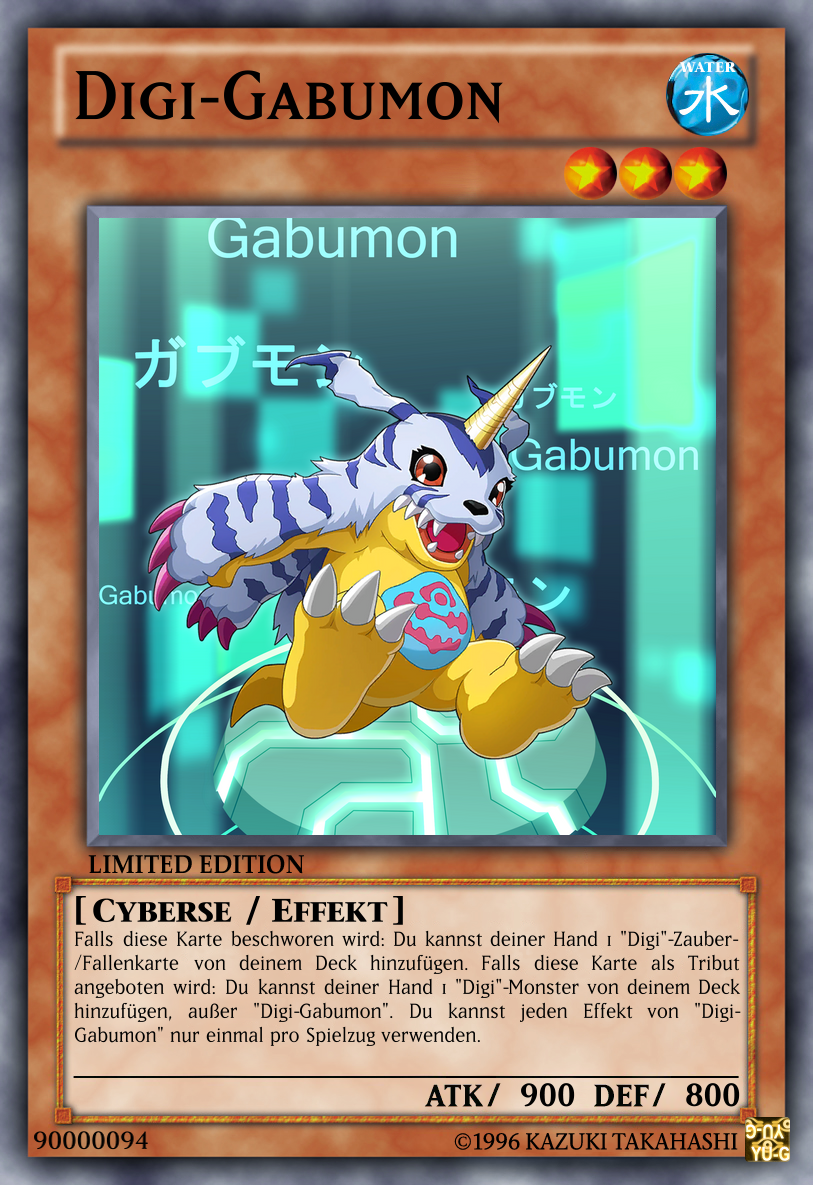 Digi-Gabumon
WATER
水
Gabumon
ガブモン
ガブモン
Gabumon
Gabumo
ン
LIMITED EDITION
[ Cyberse / Effekt ]
Falls diese Karte beschworen wird: Du kannst deiner Hand 1 "Digi"-Zauber-
/Fallenkarte von deinem Deck hinzufügen. Falls diese Karte als Tribut
angeboten wird: Du kannst deiner Hand 1 "Digi"-Monster von deinem Deck
hinzufügen, außer "Digi-Gabumon". Du kannst jeden Effekt von "Digi-
Gabumon" nur einmal pro Spielzug verwenden.
ATK/ 900 DEF/ 800
90000094
©1996 KAZUKI TAKAHASHI